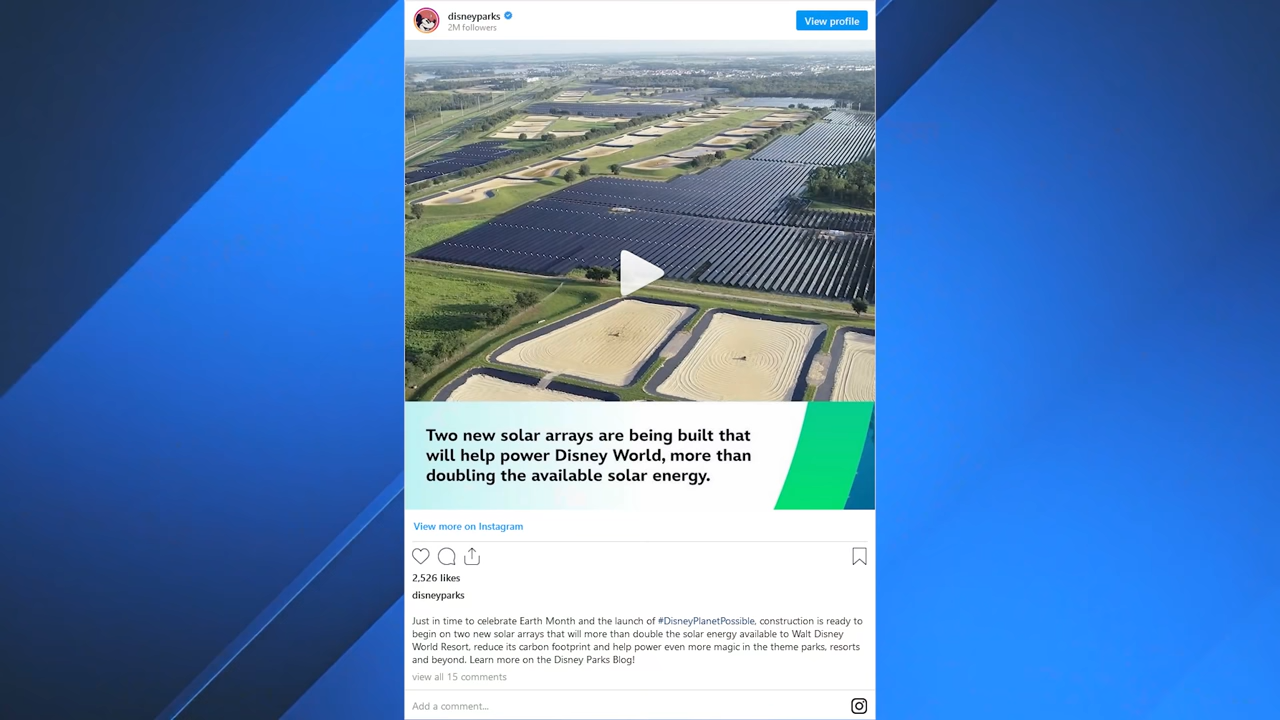 disneyparks
2M followers
View profile
Two new solar arrays are being built that
will help power Disney World, more than
doubling the available solar energy.
View more on Instagram
2,526 likes
disneyparks
Just in time to celebrate Earth Month and the launch of #DisneyPlanetPossible, construction is ready to
begin on two new solar arrays that will more than double the solar energy available to Walt Disney
World Resort, reduce its carbon footprint and help power even more magic in the theme parks, resorts
and beyond. Learn more on the Disney Parks Blog!
view all 15 comments
Add a comment...